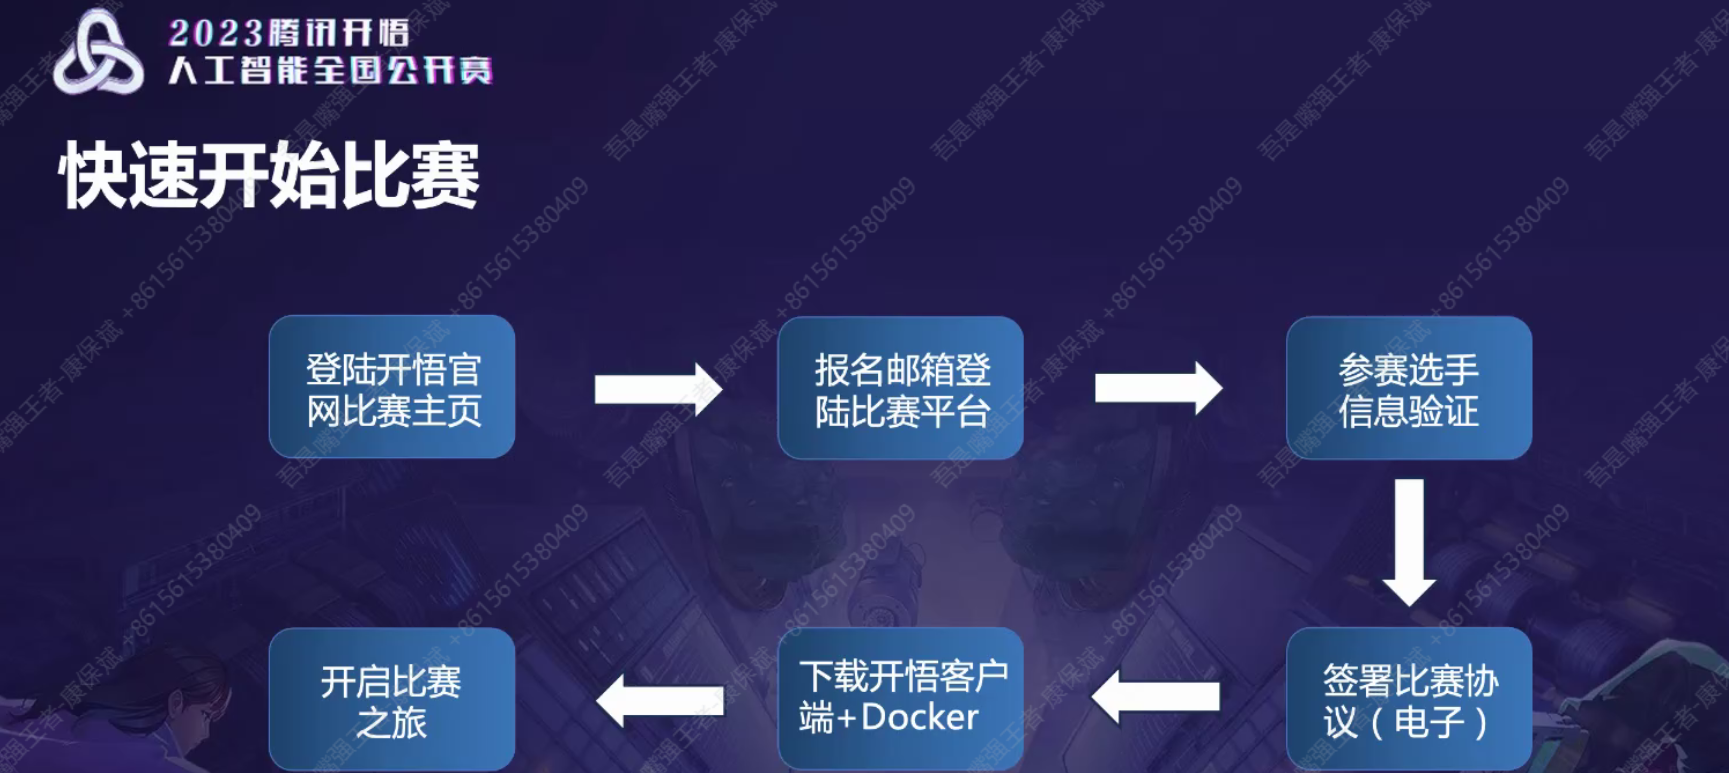 2023腾讯开悟
人工智能全国公开赛
快速开始比赛
登陆开悟官
网比赛主页
报名邮箱登
陆比赛平台
参赛选手
信息验证
签署比赛协
议（电子）
下载开悟客户
端+Docker
开启比赛
之旅
吾是嘴强王者-康保斌 +8615615380409